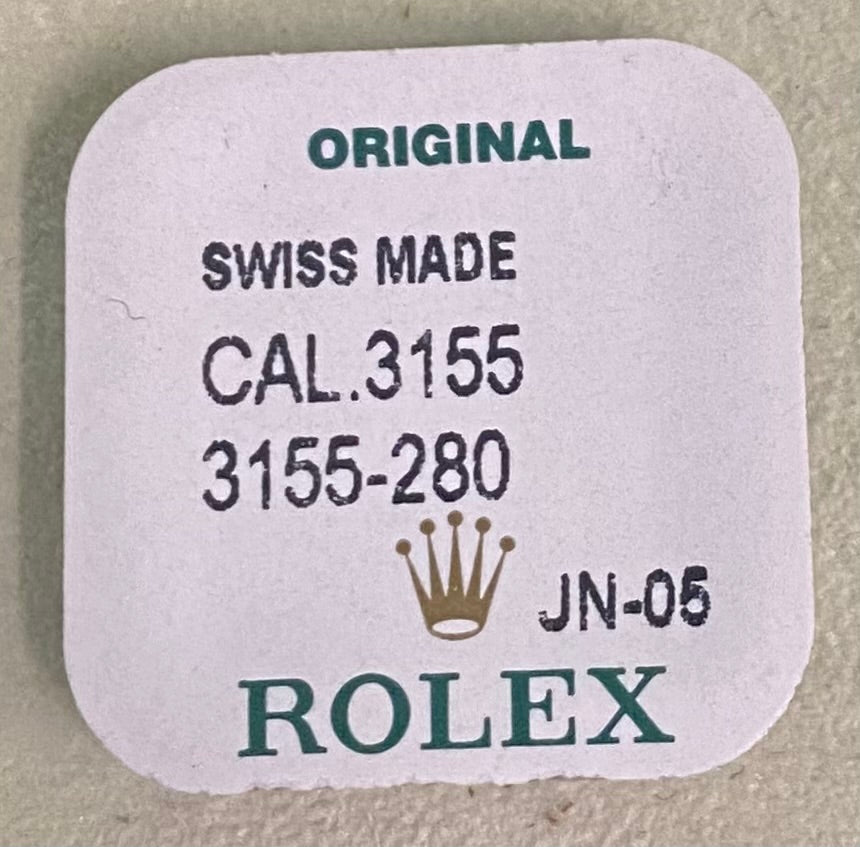 ORIGINAL
SWISS MADE
CAL.3155
3155-280
JN-05
ROLEX